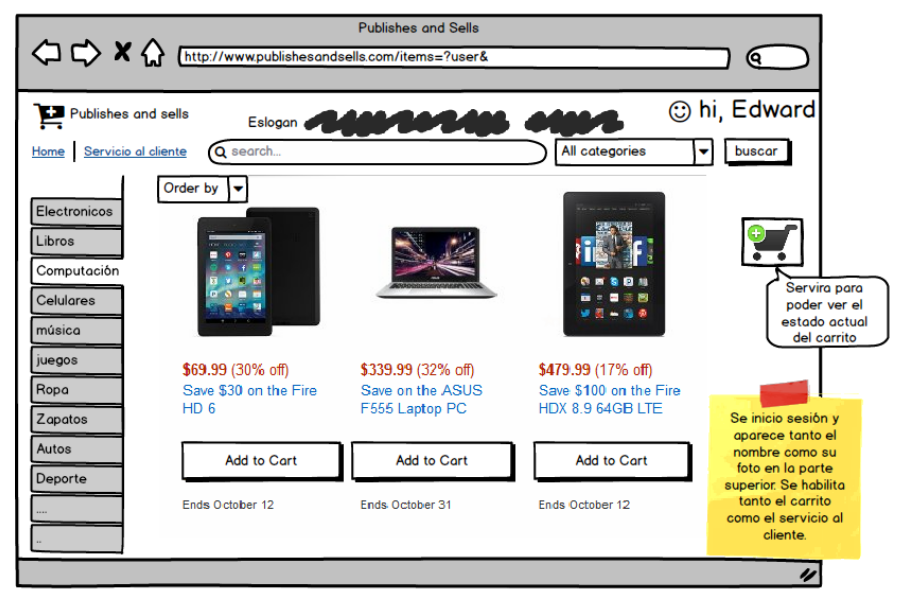 Publishes and Sells
http://www.publishesandsells.com/items=?user&
Publishes and sells
Eslogan
hi, Edward
Home
Servicio al cliente
search...
All categories
buscar
Order by
Electronicos
Libros
Computación
Celulares
música
juegos
Ropa
Zapatos
Autos
Deporte
....
..
$69.99 (30% off)
Save $30 on the Fire
HD 6
Add to Cart
Ends October 12
$339.99 (32% off)
Save on the ASUS
F555 Laptop PC
Add to Cart
Ends October 31
$479.99 (17% off)
Save $100 on the Fire
HDX 8.9 64GB LTE
Add to Cart
Ends October 12
Servira para
poder ver el
estado actual
del carrito
Se inicio sesión y
aparece tanto el
nombre como su
foto en la parte
superior. Se habilita
tanto el carrito
como el servicio al
cliente.